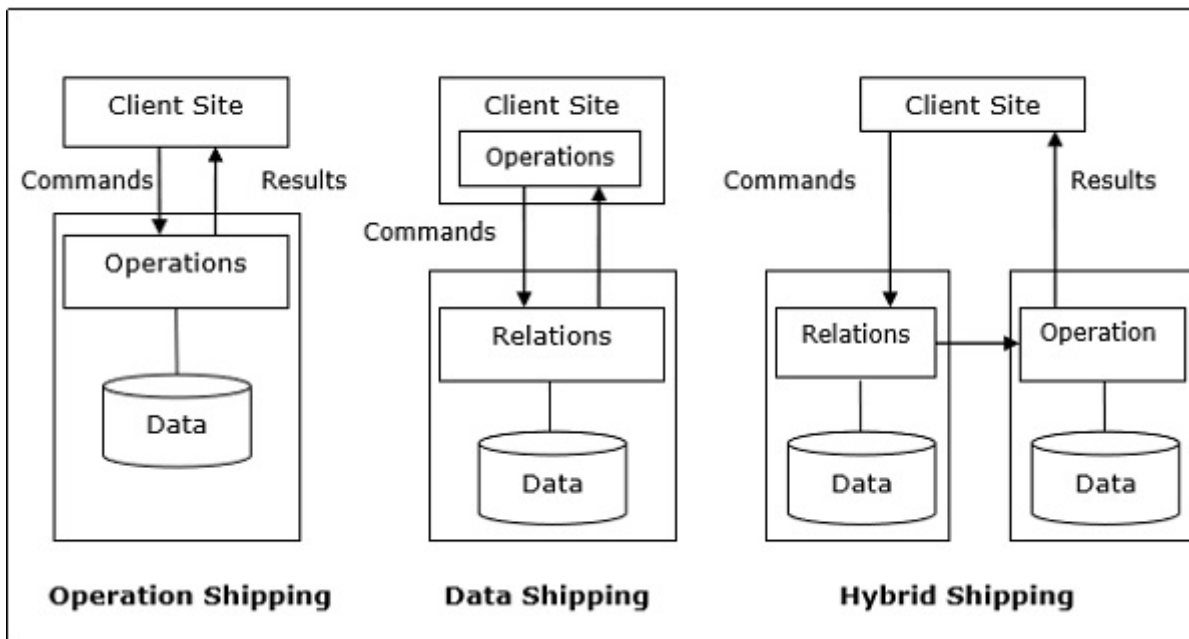 Client Site
Commands
Results
Operations
Data
Operation Shipping
Client Site
Operations
Commands
Relations
Data
Data Shipping
Client Site
Commands
Results
Relations
Operation
Data
Data
Hybrid Shipping